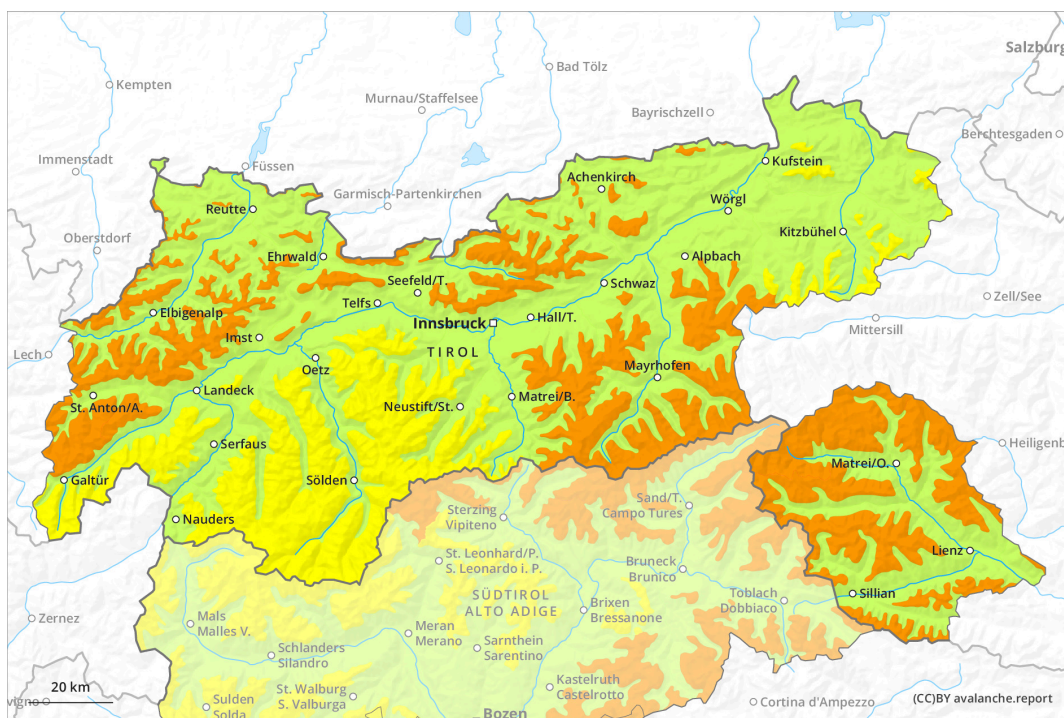 Salzburg
Kempten
Bad Tölz
Murnau/Staffelsee
Bayrischzell
Berchtesgaden
Immenstadt
Füssen
Kufstein
Achenkirch
Garmisch-Partenkirchen
Wörgl
Reutte
Oberstdorf
Kitzbühel
Ehrwald
Alpbach
Seefeld/T.
Schwaz
Zell/See
Telfs
Elbigenalp
Innsbruck
Hall/T.
Mittersill
Imst
TIROL
Lech
Oetz
Mayrhofen
Landeck
St. Anton/A.
Neustift/St.
Matrei/B.
Serfaus
Heiligenb
Matrei/O.
Galtür
Sölden
Sand/T.
Campo Tures
Sterzing
Vipiteno
Nauders
Lienz
St. Leonhard/P.
S. Leonardo i. P.
Bruneck
Brunico
Sillian
SÜDTIROL
ALTO ADIGE
Toblach
Dobbiaco
Brixen
Bressanone
Zernez
Mals
Malles V.
Meran
Merano
Sarnthein
Sarentino
Schlanders
Silandro
Kastelruth
Castelrotto
St. Walburg
S. Valburga
20 km
vigno
Sulden
Solda
Cortina d'Ampezzo
(CC)BY avalanche.report
Bozen